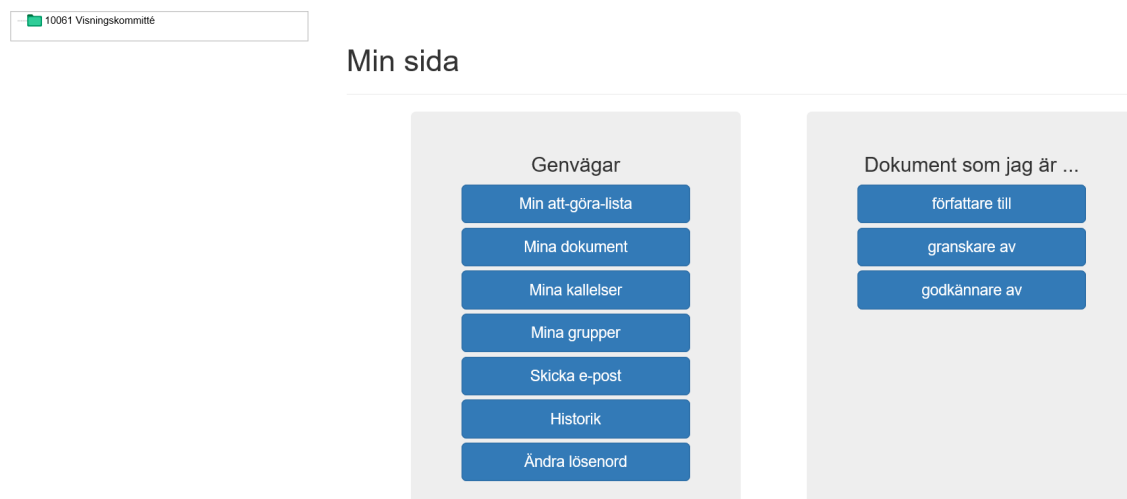 10061 Visningskommitté
Min sida
Genvägar
Min att-göra-lista
Mina dokument
Mina kallelser
Mina grupper
Skicka e-post
Historik
Ändra lösenord
Dokument som jag är ...
författare till
granskare av
godkännare av